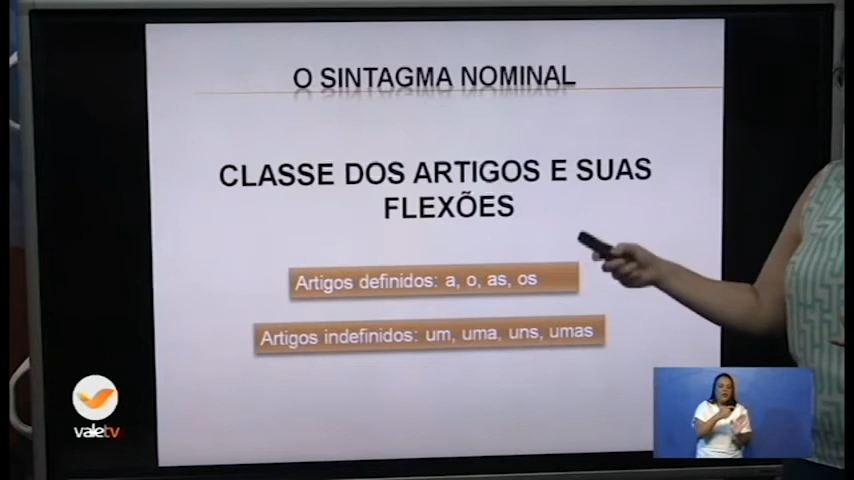 O SINTAGMA NOMINAL
CLASSE DOS ARTIGOS E SUAS
FLEXÕES
Artigos definidos: a, o, as, os
Artigos indefinidos: um, uma, uns, umas
valetv